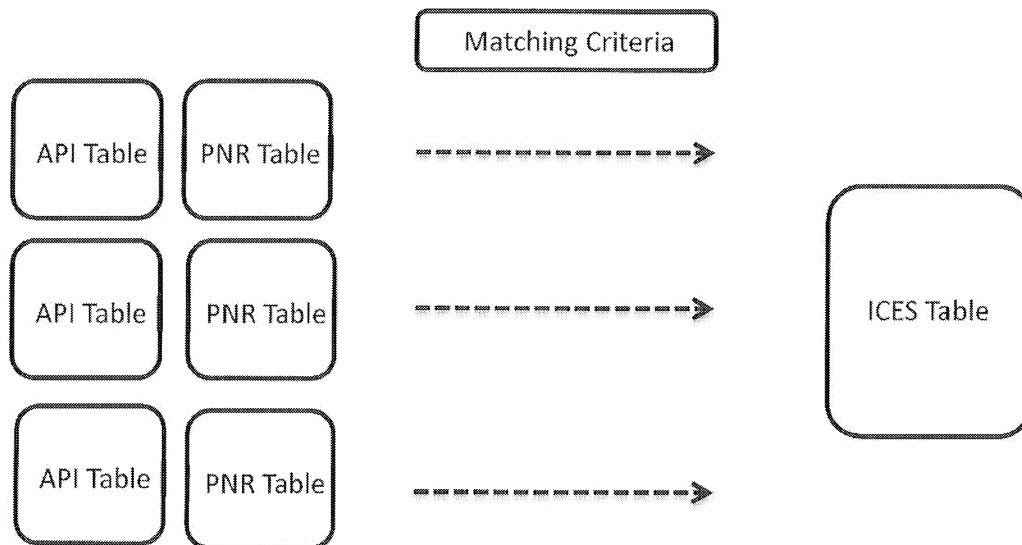 Matching Criteria
API Table
PNR Table
API Table
PNR Table
ICES Table
API Table
PNR Table